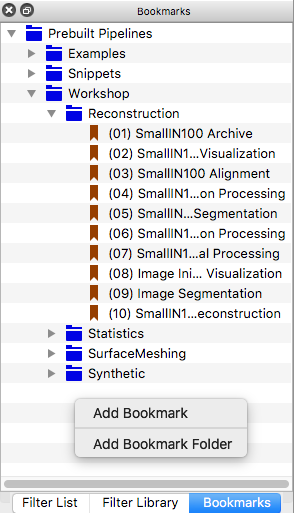 Bookmarks
Prebuilt Pipelines
Examples
Snippets
Workshop
Reconstruction
(01) SmallIN100 Archive
(02) SmallIN1...Visualization
(03) SmallIN100 Alignment
(04) SmallIN1...on Processing
(05) SmallIN...Segmentation
(06) SmallIN1...on Processing
(07) SmallIN1...al Processing
(08) Image Ini... Visualization
(09) Image Segmentation
(10) SmallIN1...econstruction
Statistics
SurfaceMeshing
Synthetic
Add Bookmark
Add Bookmark Folder
Filter List Filter Library Bookmarks